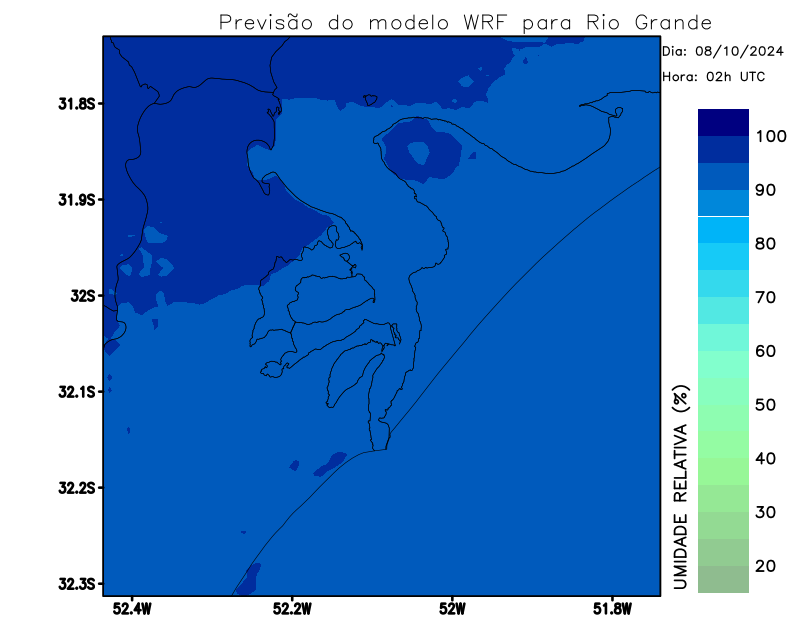 Previsão do modelo WRF para Rio Grande
Dia: 08/10/2024
Hora: 02h UTC
31.8S
31.9S
32S
32.1S
32.2S
32.3S
52.4W 52.2W 52W 51.8W
UMIDADE RELATIVA (%)
100
90
80
70
60
50
40
30
20